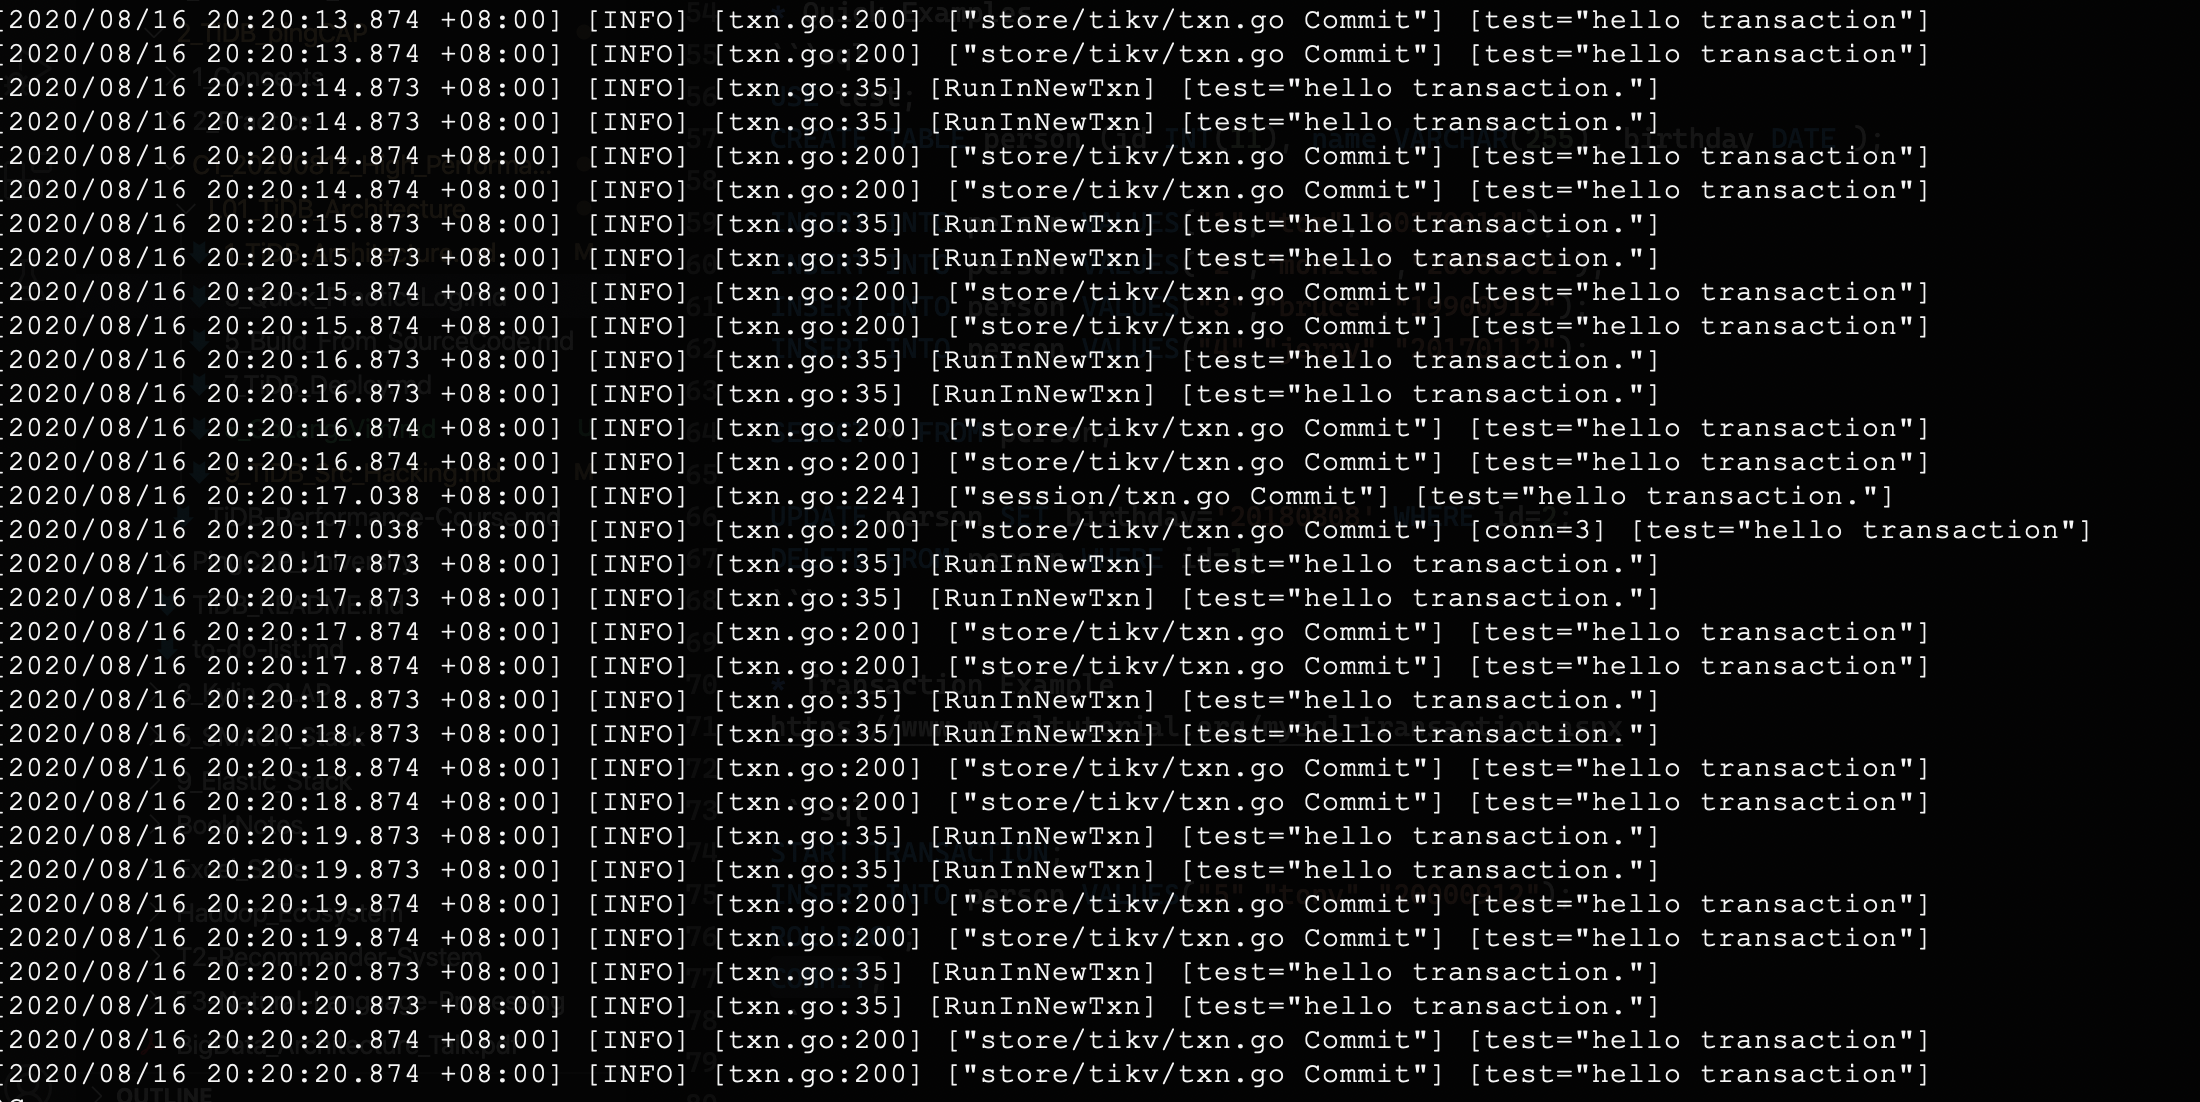 [2020/08/16 20:20:13.874 +08:00] [INFO] [txn.go:200] ["store/tikv/txn.go Commit"] [test="hello transaction"]
[2020/08/16 20:20:13.874 +08:00] [INFO] [txn.go:200] ["store/tikv/txn.go Commit"] [test="hello transaction"]
[2020/08/16 20:20:14.873 +08:00] [INFO] [txn.go:35] [RunInNewTxn] [test="hello transaction."]
[2020/08/16 20:20:14.873 +08:00] [INFO] [txn.go:35] [RunInNewTxn] [test="hello transaction."]
[2020/08/16 20:20:14.874 +08:00] [INFO] [txn.go:200] ["store/tikv/txn.go Commit"] [test="hello transaction"]
[2020/08/16 20:20:14.874 +08:00] [INFO] [txn.go:200] ["store/tikv/txn.go Commit"] [test="hello transaction"]
[2020/08/16 20:20:15.873 +08:00] [INFO] [txn.go:35] [RunInNewTxn] [test="hello transaction."]
[2020/08/16 20:20:15.873 +08:00] [INFO] [txn.go:35] [RunInNewTxn] [test="hello transaction."]
[2020/08/16 20:20:15.874 +08:00] [INFO] [txn.go:200] ["store/tikv/txn.go Commit"] [test="hello transaction"]
[2020/08/16 20:20:15.874 +08:00] [INFO] [txn.go:200] ["store/tikv/txn.go Commit"] [test="hello transaction"]
[2020/08/16 20:20:16.873 +08:00] [INFO] [txn.go:35] [RunInNewTxn] [test="hello transaction."]
[2020/08/16 20:20:16.873 +08:00] [INFO] [txn.go:35] [RunInNewTxn] [test="hello transaction."]
[2020/08/16 20:20:16.874 +08:00] [INFO] [txn.go:200] ["store/tikv/txn.go Commit"] [test="hello transaction"]
[2020/08/16 20:20:16.874 +08:00] [INFO] [txn.go:200] ["store/tikv/txn.go Commit"] [test="hello transaction"]
[2020/08/16 20:20:17.038 +08:00] [INFO] [txn.go:224] ["session/txn.go Commit"] [test="hello transaction."]
[2020/08/16 20:20:17.038 +08:00] [INFO] [txn.go:200] ["store/tikv/txn.go Commit"] [conn=3] [test="hello transaction"]
[2020/08/16 20:20:17.873 +08:00] [INFO] [txn.go:35] [RunInNewTxn] [test="hello transaction."]
[2020/08/16 20:20:17.873 +08:00] [INFO] [txn.go:35] [RunInNewTxn] [test="hello transaction."]
[2020/08/16 20:20:17.874 +08:00] [INFO] [txn.go:200] ["store/tikv/txn.go Commit"] [test="hello transaction"]
[2020/08/16 20:20:17.874 +08:00] [INFO] [txn.go:200] ["store/tikv/txn.go Commit"] [test="hello transaction"]
[2020/08/16 20:20:18.873 +08:00] [INFO] [txn.go:35] [RunInNewTxn] [test="hello transaction."]
[2020/08/16 20:20:18.873 +08:00] [INFO] [txn.go:35] [RunInNewTxn] [test="hello transaction."]
[2020/08/16 20:20:18.874 +08:00] [INFO] [txn.go:200] ["store/tikv/txn.go Commit"] [test="hello transaction"]
[2020/08/16 20:20:18.874 +08:00] [INFO] [txn.go:200] ["store/tikv/txn.go Commit"] [test="hello transaction"]
[2020/08/16 20:20:19.873 +08:00] [INFO] [txn.go:35] [RunInNewTxn] [test="hello transaction."]
[2020/08/16 20:20:19.873 +08:00] [INFO] [txn.go:35] [RunInNewTxn] [test="hello transaction."]
[2020/08/16 20:20:19.874 +08:00] [INFO] [txn.go:200] ["store/tikv/txn.go Commit"] [test="hello transaction"]
[2020/08/16 20:20:19.874 +08:00] [INFO] [txn.go:200] ["store/tikv/txn.go Commit"] [test="hello transaction"]
[2020/08/16 20:20:20.873 +08:00] [INFO] [txn.go:35] [RunInNewTxn] [test="hello transaction."]
[2020/08/16 20:20:20.873 +08:00] [INFO] [txn.go:35] [RunInNewTxn] [test="hello transaction."]
[2020/08/16 20:20:20.874 +08:00] [INFO] [txn.go:200] ["store/tikv/txn.go Commit"] [test="hello transaction"]
[2020/08/16 20:20:20.874 +08:00] [INFO] [txn.go:200] ["store/tikv/txn.go Commit"] [test="hello transaction"]